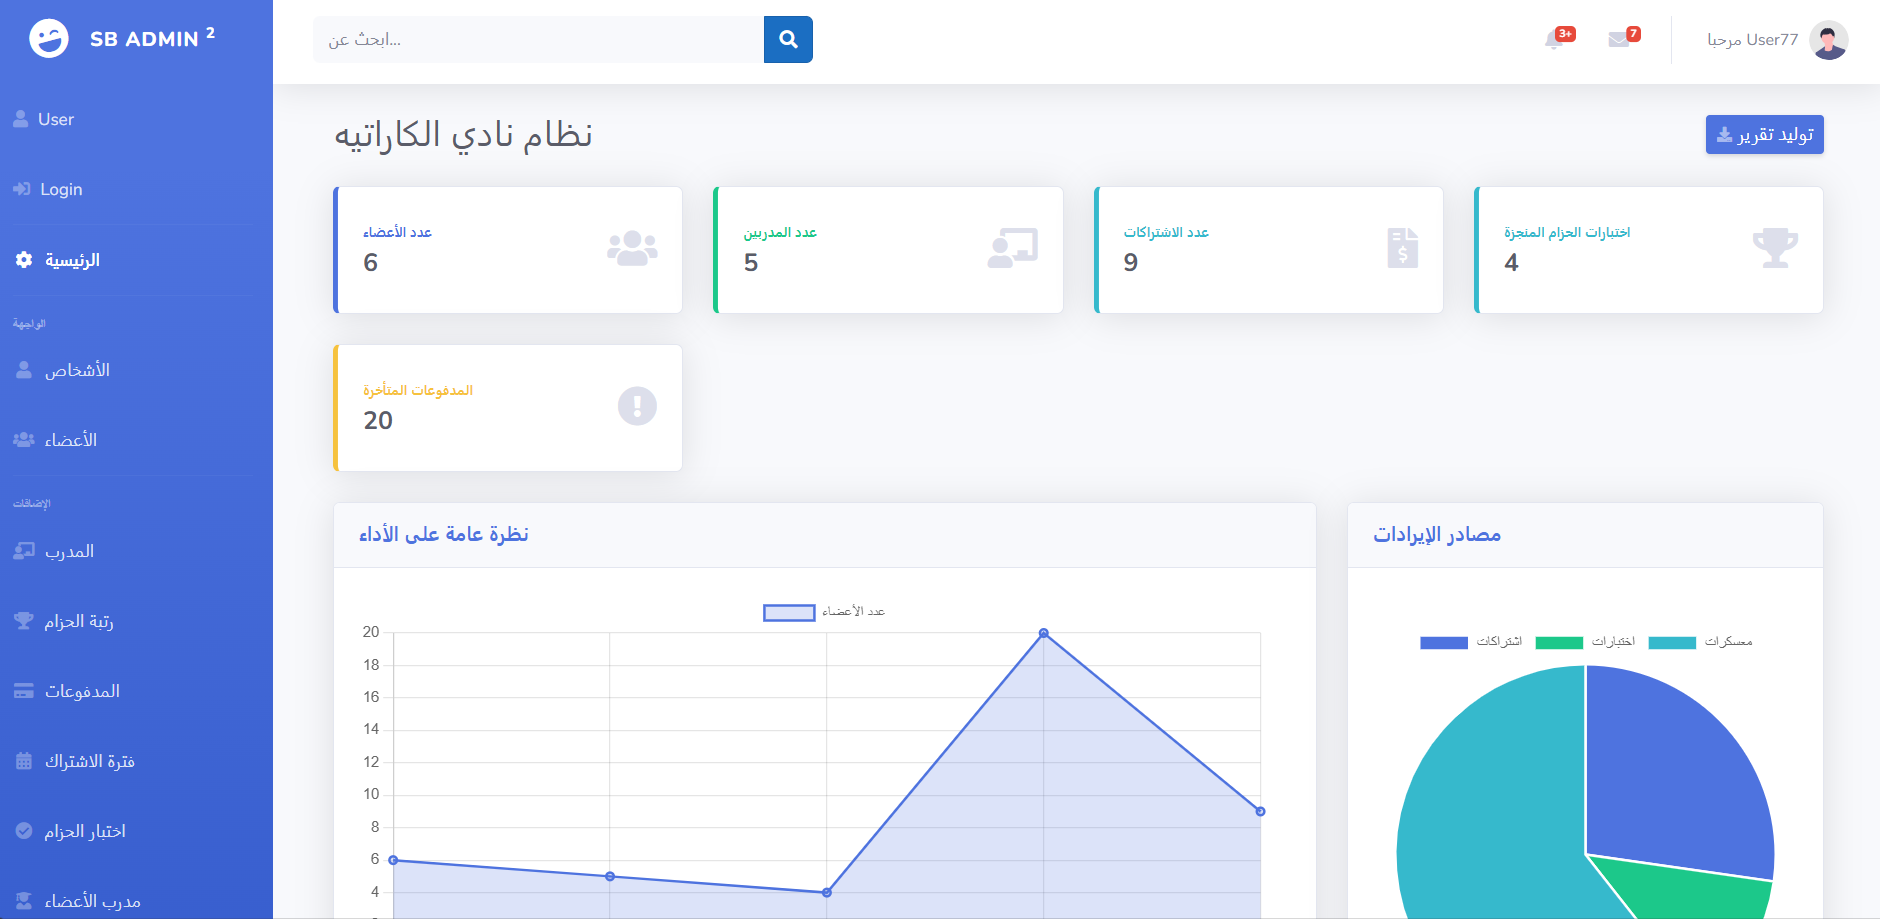 SB ADMIN 2
User
Login
الرئيسية
الواجهة
الأشخاص
الأعضاء
الإضافات
المدرب
رتبة الحزام
المدفوعات
فترة الاشتراك
اختبار الحزام
مدرب الأعضاء
ابحث عن...
3+
7
مرحبا User77
نظام نادي الكاراتيه
توليد تقرير
عدد الأعضاء
6
عدد المدربين
5
عدد الاشتراكات
9
اختبارات الحزام المنجزة
4
المدفوعات المتأخرة
20
نظرة عامة على الأداء
عدد الأعضاء
20
18
16
14
12
10
8
6
4
مصادر الإيرادات
اشتراكات
اختبارات
معسكرات